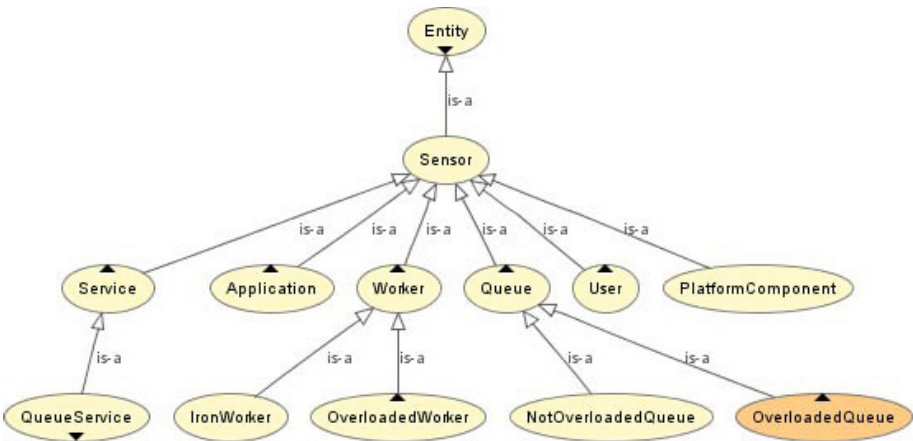 Entity
is-a
Sensor
is-a is-a is-a is-a is-a is-a
Service Application Worker Queue User PlatformComponent
is-a is-a is-a is-a is-a
QueueService IronWorker OverloadedWorker NotOverloadedQueue OverloadedQueue